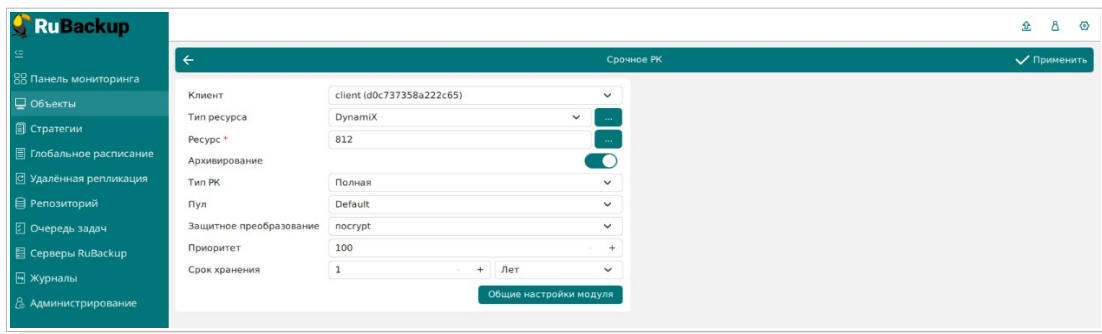 RuBackup
Срочное РК
Применить
Панель мониторинга
Объекты
Стратегии
Глобальное расписание
Удалённая репликация
Репозиторий
Очередь задач
Серверы RuBackup
Журналы
Администрирование
Клиент client (d0c737358a222c65)
Тип ресурса DynamiX ...
Ресурс * 812 ...
Архивирование
Тип РК Полная
Пул Default
Защитное преобразование nocrypt
Приоритет 100 - +
Срок хранения 1 - + Лет
Общие настройки модуля